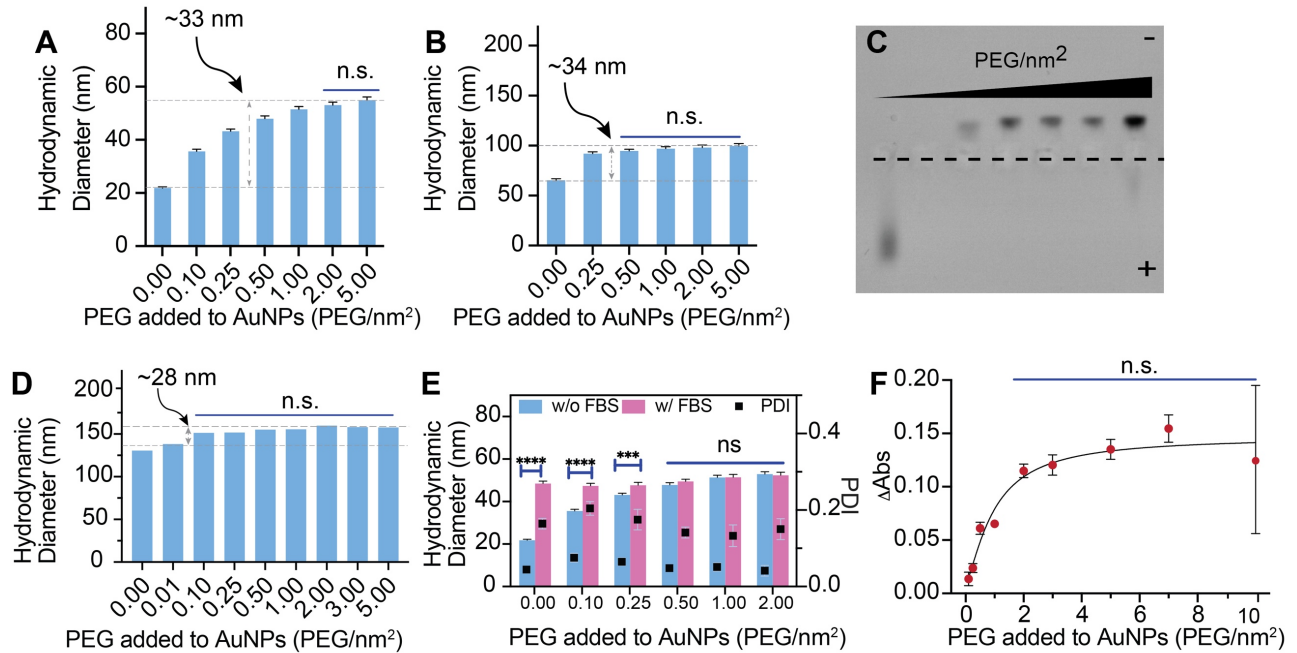 A
~33 nm
n.s.
Hydrodynamic
Diameter (nm)
80
60
40
20
0
0.00 0.10 0.25 0.50 1.00 2.00 5.00
PEG added to AuNPs (PEG/nm²)
B
~34 nm
n.s.
Hydrodynamic
Diameter (nm)
200
150
100
50
0
0.00 0.25 0.50 1.00 2.00 5.00
PEG added to AuNPs (PEG/nm²)
C
PEG/nm²
-
+
D
~28 nm
n.s.
Hydrodynamic
Diameter (nm)
200
150
100
50
0
0.00 0.01 0.10 0.25 0.50 1.00 2.00 3.00 5.00
PEG added to AuNPs (PEG/nm²)
E
w/o FBS w/ FBS PDI
**** **** *** ns
Hydrodynamic
Diameter (nm)
80
60
40
20
0
0.4
0.2
0.0
PDI
0.00 0.10 0.25 0.50 1.00 2.00
PEG added to AuNPs (PEG/nm²)
F
n.s.
ΔAbs
0.20
0.15
0.10
0.05
0.00
0 2 4 6 8 10
PEG added to AuNPs (PEG/nm²)